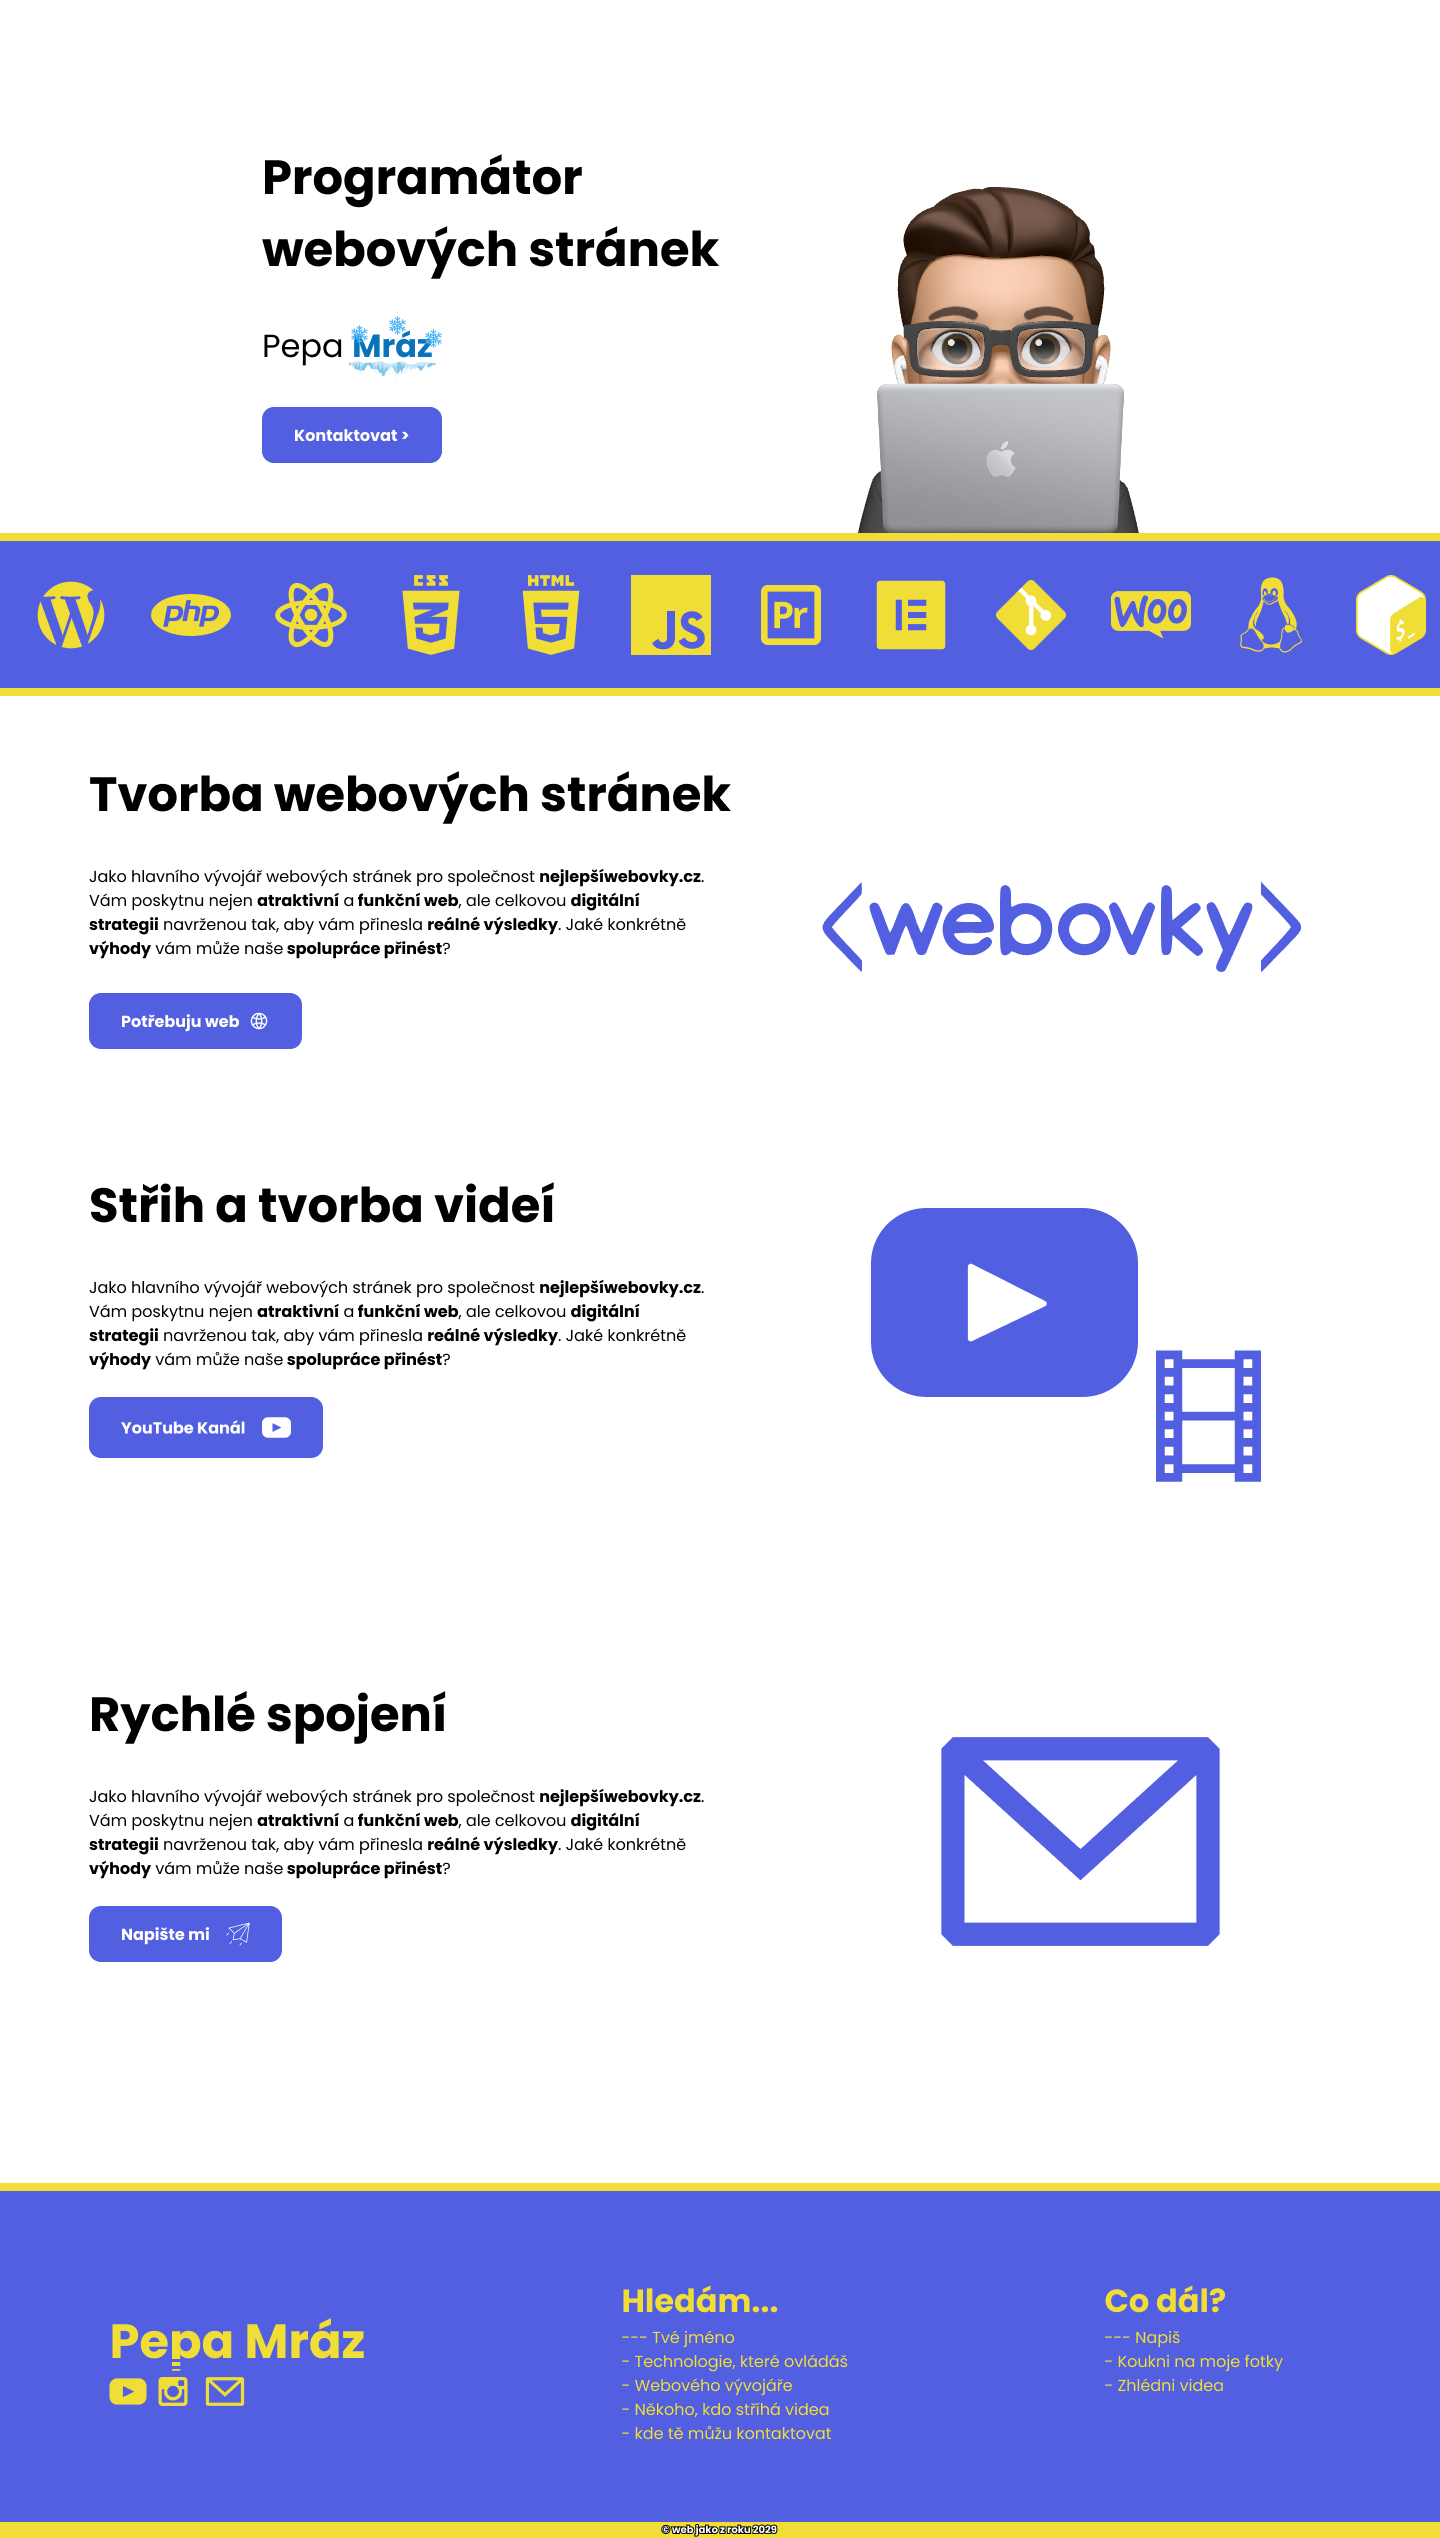 Programátor
webových stránek
Pepa Mráz
Kontaktovat >
CSS
HTML
php
JS
Pr
Woo
$
Tvorba webových stránek
Jako hlavního vývojář webových stránek pro společnost nejlepšíwebovky.cz.
Vám poskytnu nejen atraktivní a funkční web, ale celkovou digitální
strategii navrženou tak, aby vám přinesla reálné výsledky. Jaké konkrétně
výhody vám může naše spolupráce přinést?
<webovky>
Potřebuju web
Střih a tvorba videí
Jako hlavního vývojář webových stránek pro společnost nejlepšíwebovky.cz.
Vám poskytnu nejen atraktivní a funkční web, ale celkovou digitální
strategii navrženou tak, aby vám přinesla reálné výsledky. Jaké konkrétně
výhody vám může naše spolupráce přinést?
YouTube Kanál
Rychlé spojení
Jako hlavního vývojář webových stránek pro společnost nejlepšíwebovky.cz.
Vám poskytnu nejen atraktivní a funkční web, ale celkovou digitální
strategii navrženou tak, aby vám přinesla reálné výsledky. Jaké konkrétně
výhody vám může naše spolupráce přinést?
Napište mi
Pepa Mráz
Hledám...
--- Tvé jméno
- Technologie, které ovládáš
- Webového vývojáře
- Někoho, kdo stříhá videa
- kde tě můžu kontaktovat
Co dál?
--- Napiš
- Koukni na moje fotky
- Zhlédni videa
© web jako z roku 2029